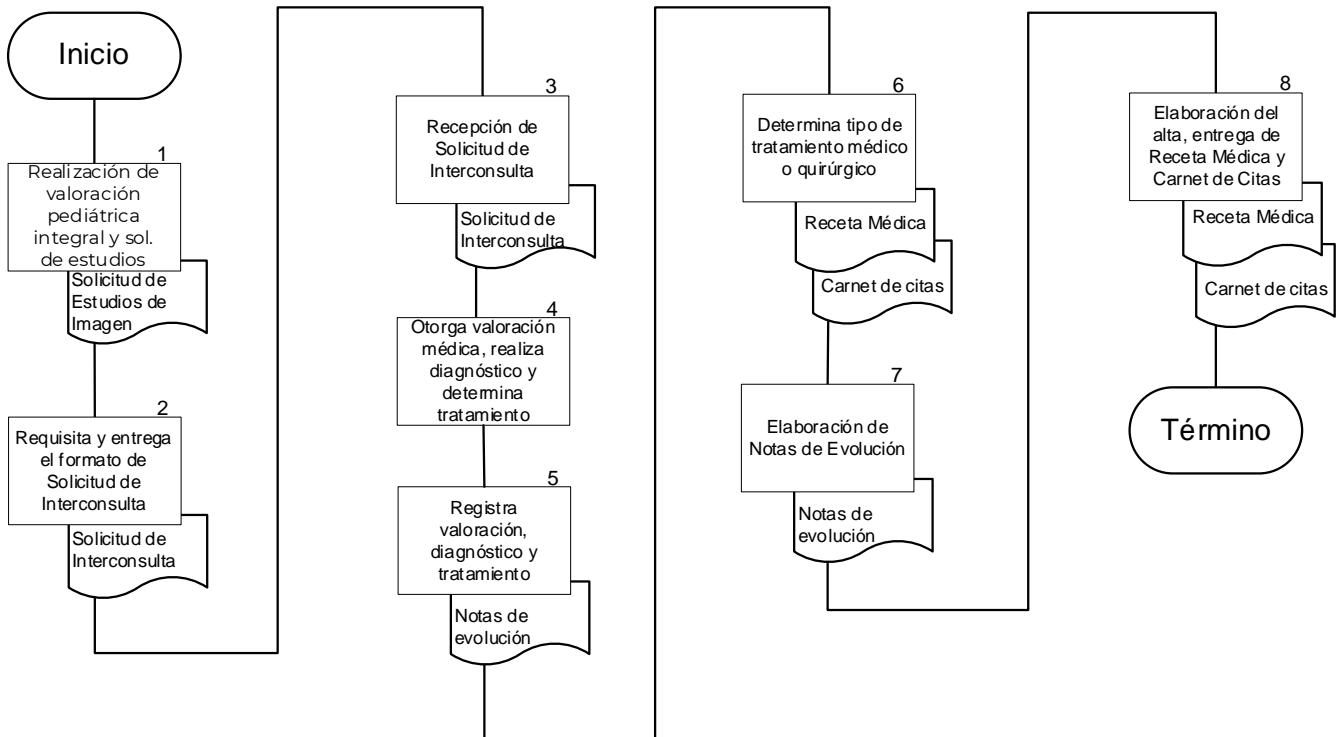 Inicio
1
Realización de
valoración
pediátrica
integral y sol.
de estudios
Solicitud de
Estudios de
Imagen
2
Requisita y entrega
el formato de
Solicitud de
Interconsulta
Solicitud de
Interconsulta
3
Recepción de
Solicitud de
Interconsulta
Solicitud de
Interconsulta
4
Otorga valoración
médica, realiza
diagnóstico y
determina
tratamiento
5
Registra
valoración,
diagnóstico y
tratamiento
Notas de
evolución
6
Determina tipo de
tratamiento médico
o quirúrgico
Receta Médica
Carnet de citas
7
Elaboración de
Notas de Evolución
Notas de
evolución
8
Elaboración del
alta, entrega de
Receta Médica y
Carnet de Citas
Receta Médica
Carnet de citas
Término